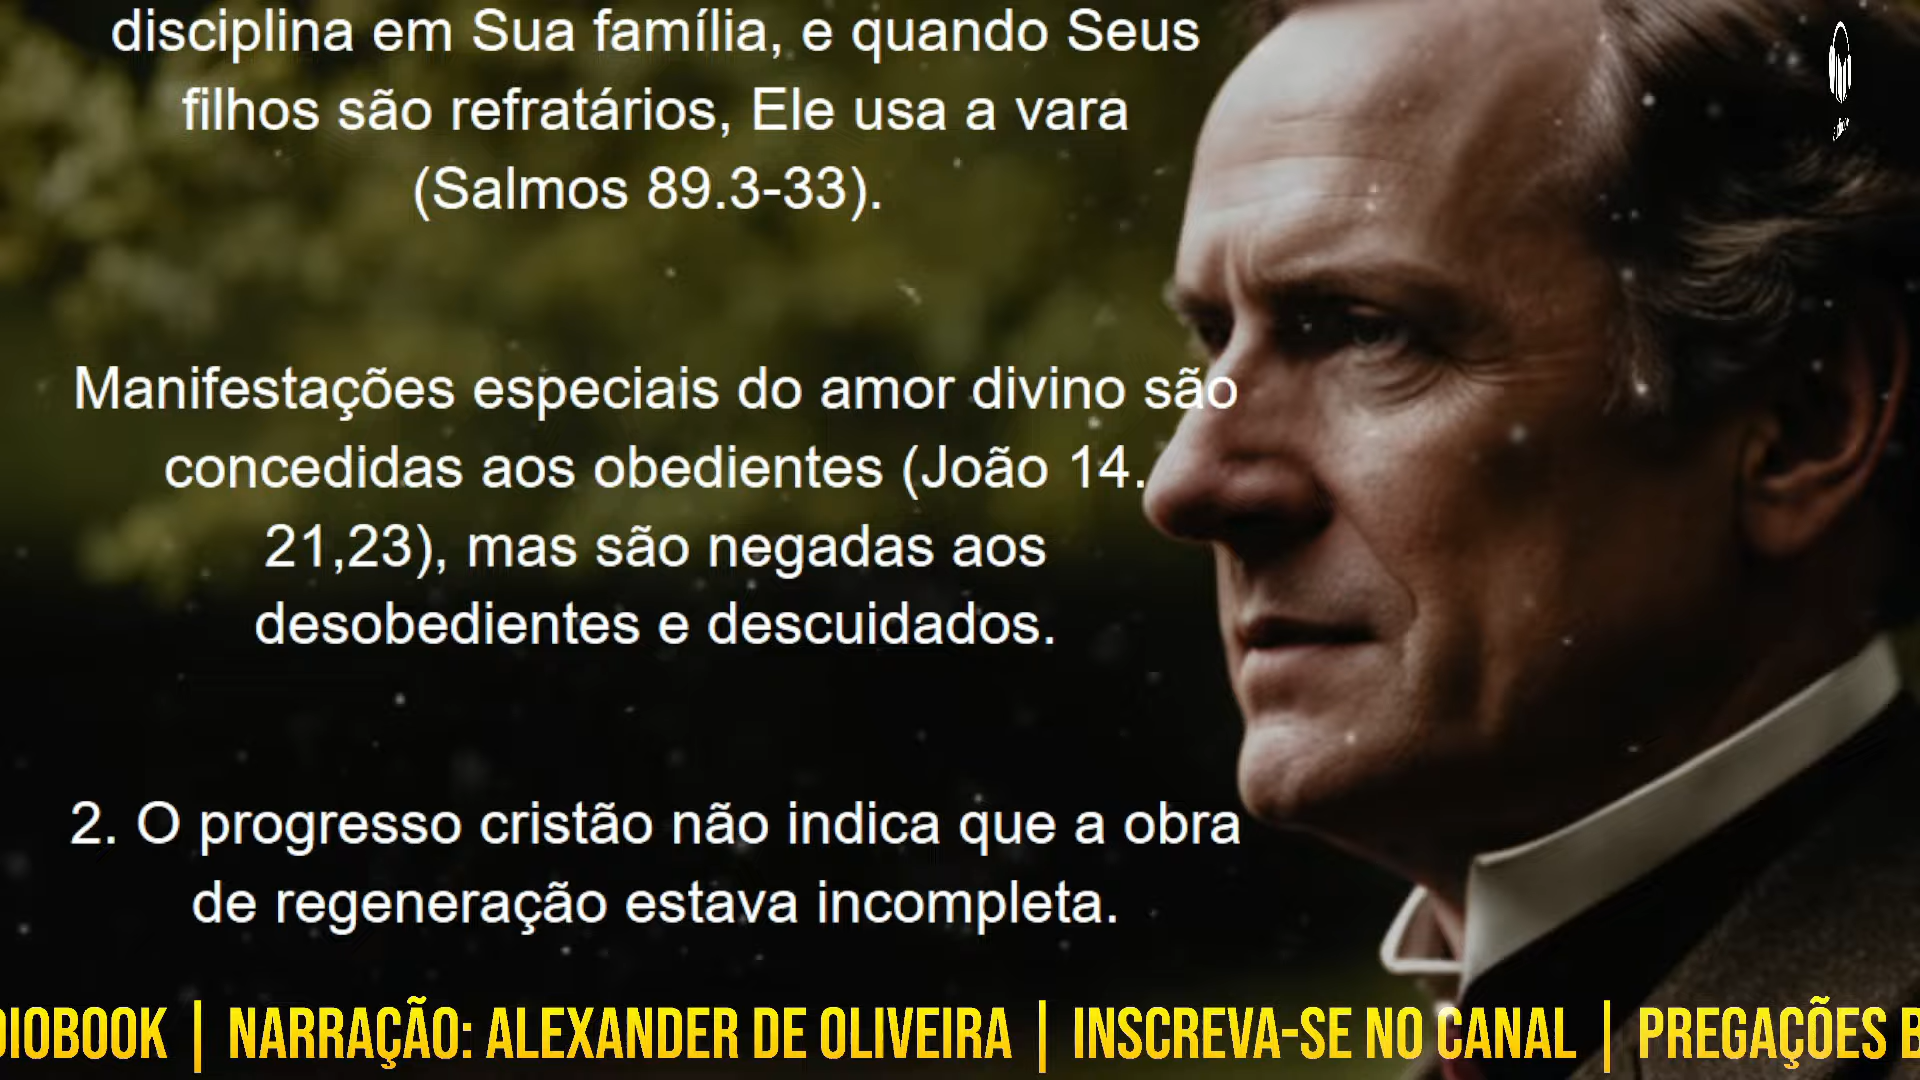 disciplina em Sua família, e quando Seus
filhos são refratários, Ele usa a vara
(Salmos 89.3-33).
Manifestações especiais do amor divino são
concedidas aos obedientes (João 14.
21,23), mas são negadas aos
desobedientes e descuidados.
2. O progresso cristão não indica que a obra
de regeneração estava incompleta.
DIOBOOK | NARRAÇÃO: ALEXANDER DE OLIVEIRA | INSCREVA-SE NO CANAL | PREGAÇÕES B